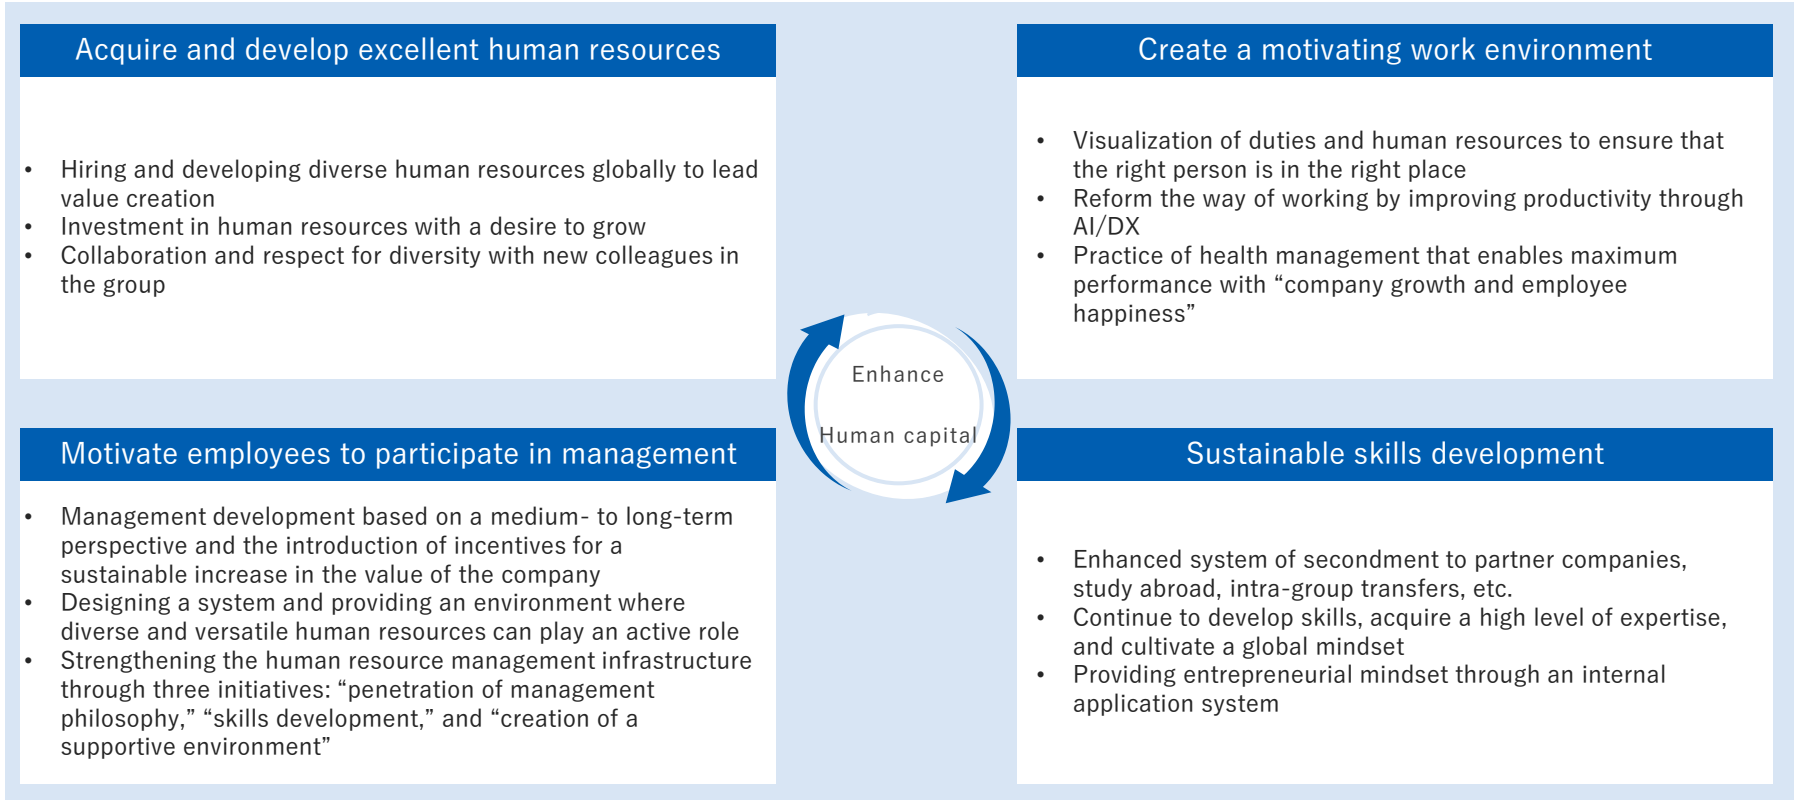 Acquire and develop excellent human resources
• Hiring and developing diverse human resources globally to lead
value creation
• Investment in human resources with a desire to grow
• Collaboration and respect for diversity with new colleagues in
the group
Create a motivating work environment
• Visualization of duties and human resources to ensure that
the right person is in the right place
• Reform the way of working by improving productivity through
AI/DX
• Practice of health management that enables maximum
performance with “company growth and employee
happiness”
Enhance
Human capital
Motivate employees to participate in management
• Management development based on a medium- to long-term
perspective and the introduction of incentives for a
sustainable increase in the value of the company
• Designing a system and providing an environment where
diverse and versatile human resources can play an active role
• Strengthening the human resource management infrastructure
through three initiatives: “penetration of management
philosophy,” “skills development,” and “creation of a
supportive environment”
Sustainable skills development
• Enhanced system of secondment to partner companies,
study abroad, intra-group transfers, etc.
• Continue to develop skills, acquire a high level of expertise,
and cultivate a global mindset
• Providing entrepreneurial mindset through an internal
application system